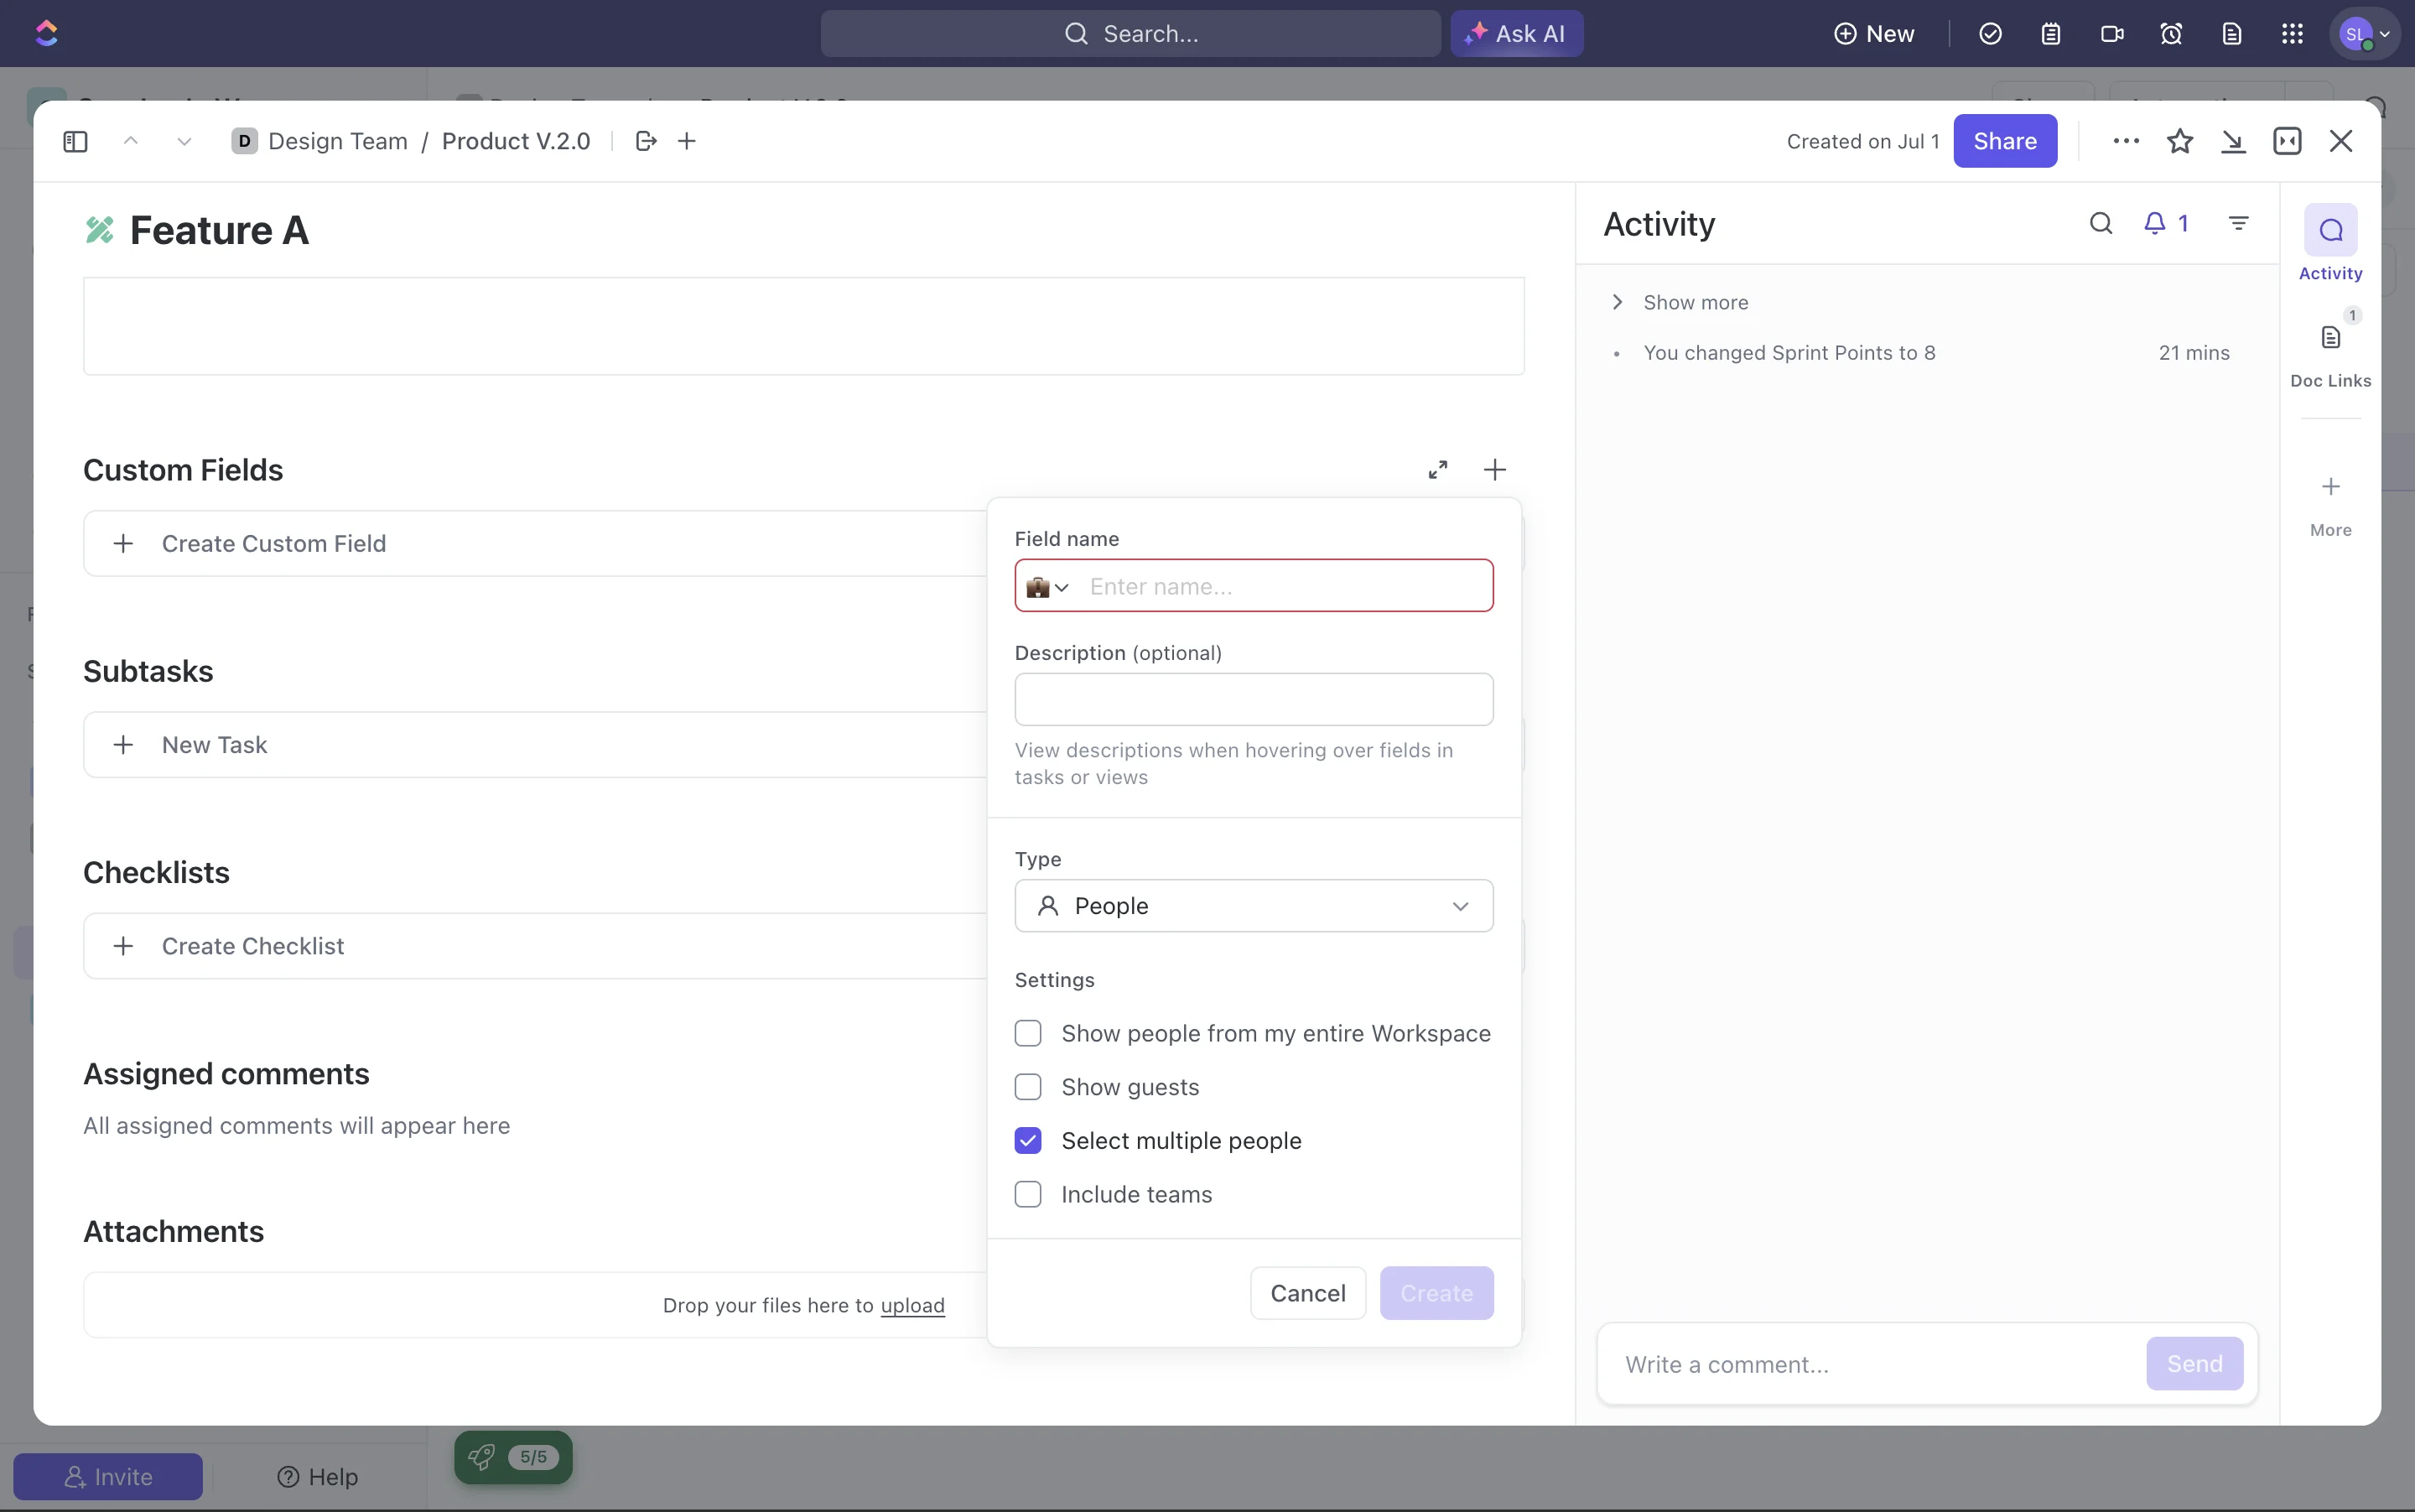 Search...
Ask AI
New
SL
D Design Team / Product V.2.0
Created on Jul 1
Share
Feature A
Custom Fields
Create Custom Field
Subtasks
New Task
Checklists
Create Checklist
Assigned comments
All assigned comments will appear here
Attachments
Drop your files here to upload
Field name
Enter name...
Description (optional)
View descriptions when hovering over fields in
tasks or views
Type
People
Settings
Show people from my entire Workspace
Show guests
Select multiple people
Include teams
Cancel
Create
Activity
1
Show more
You changed Sprint Points to 8
21 mins
Write a comment...
Send
Activity
1
Doc Links
More
Invite
Help
5/5